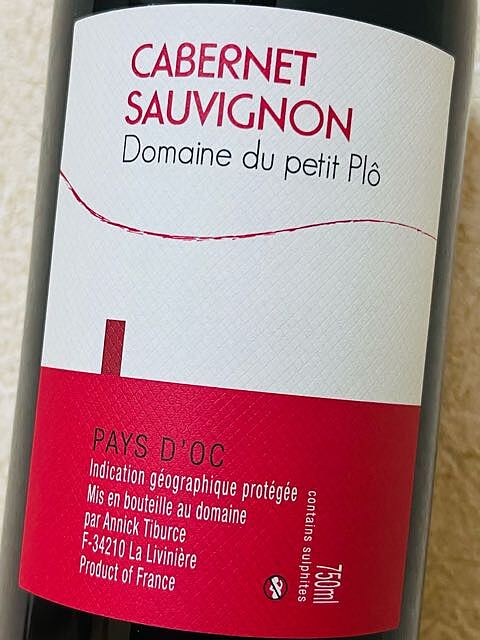 CABERNET
SAUVIGNON
Domaine du petit Plô
PAYS D'OC
Indication géographique protégée
Mis en bouteille au domaine
par Annick Tiburce
F-34210 La Livinière
Product of France
contains sulphites
750ml